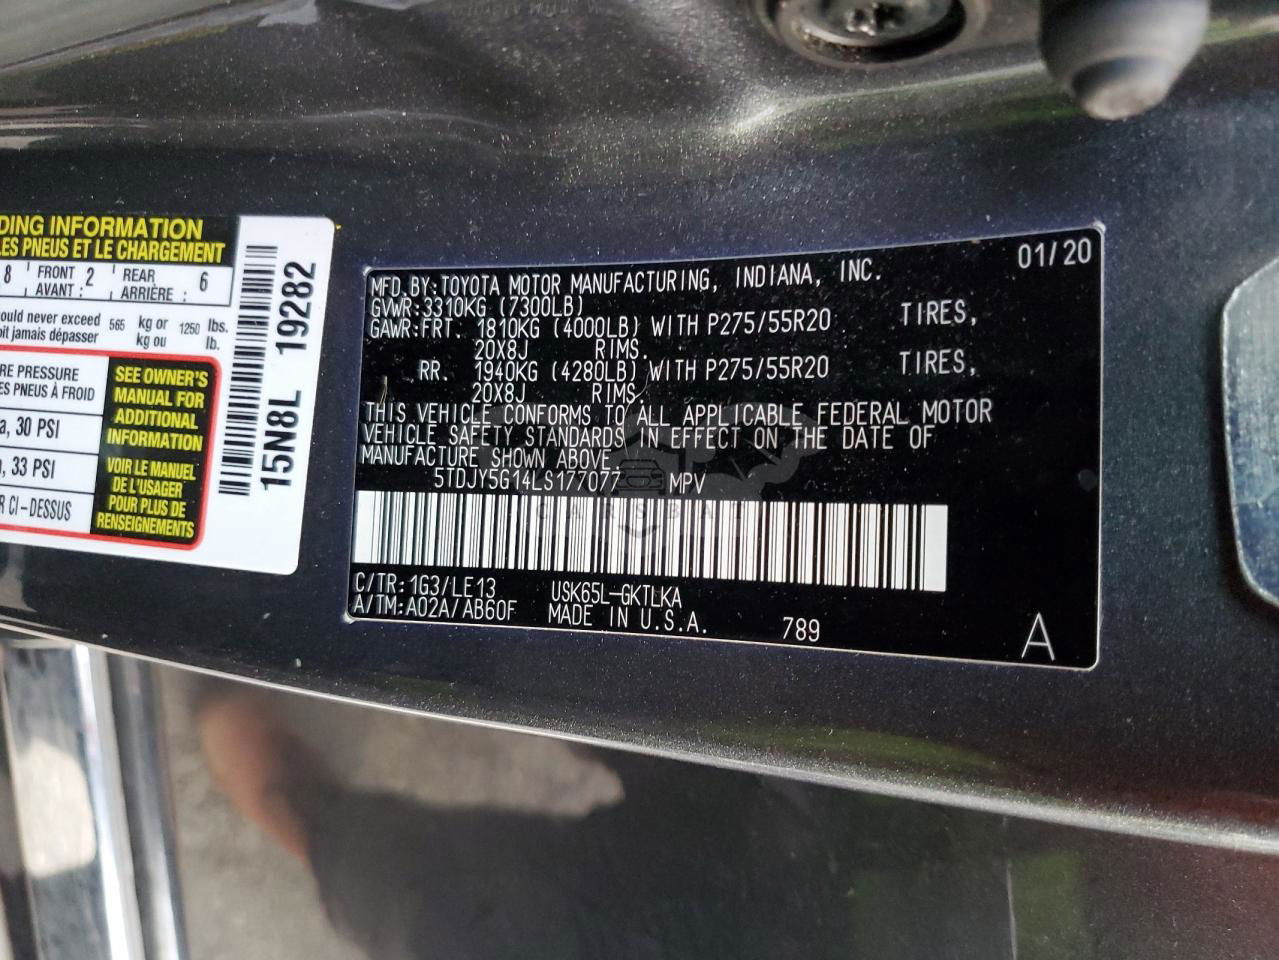 DING INFORMATION
LES PNEUS ET LE CHARGEMENT
8 FRONT AVANT : 2 REAR ARRIÈRE : 6
ould never exceed 565 kg or 1250 lbs.
oit jamais dépasser kg ou lb.
RE PRESSURE
ES PNEUS À FROID
a, 30 PSI
, 33 PSI
R CI-DESSUS
SEE OWNER'S
MANUAL FOR
ADDITIONAL
INFORMATION
VOIR LE MANUEL
DE L'USAGER
POUR PLUS DE
RENSEIGNEMENTS
15N8L 19282
MFD. BY: TOYOTA MOTOR MANUFACTURING, INDIANA, INC. 01/20
GVWR:3310KG (7300LB)
GAWR:FRT. 1810KG (4000LB) WITH P275/55R20 TIRES,
20X8J RIMS.
RR. 1940KG (4280LB) WITH P275/55R20 TIRES,
20X8J RIMS.
THIS VEHICLE CONFORMS TO ALL APPLICABLE FEDERAL MOTOR
VEHICLE SAFETY STANDARDS IN EFFECT ON THE DATE OF
MANUFACTURE SHOWN ABOVE.
5TDJY5G14LS177077 MPV
CARSBAT
C/TR:1G3/LE13 USK65L-GKTLKA
A/TM:A02A/AB60F MADE IN U.S.A. 789
A